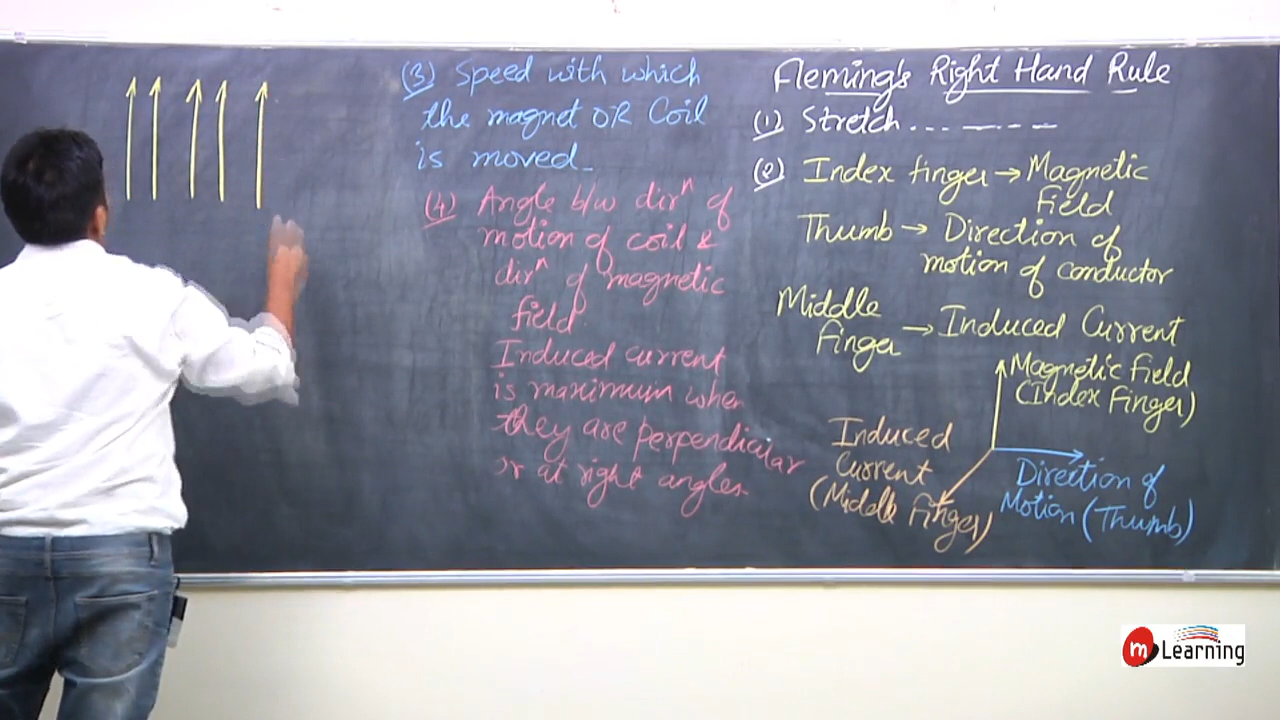 (3) Speed with which
the magnet OR Coil
is moved
(4) Angle b/w dirⁿ of
motion of coil &
dirⁿ of magnetic
field.
Induced current
is maximum when
they are perpendicular
or at right angles.
Fleming's Right Hand Rule
(1) Stretch ... - - - -
(2) Index finger → Magnetic
Field
Thumb → Direction of
motion of conductor
Middle
Finger → Induced Current
Magnetic Field
(Index Finger)
Induced
Current
(Middle Finger)
Direction of
Motion (Thumb)
m Learning